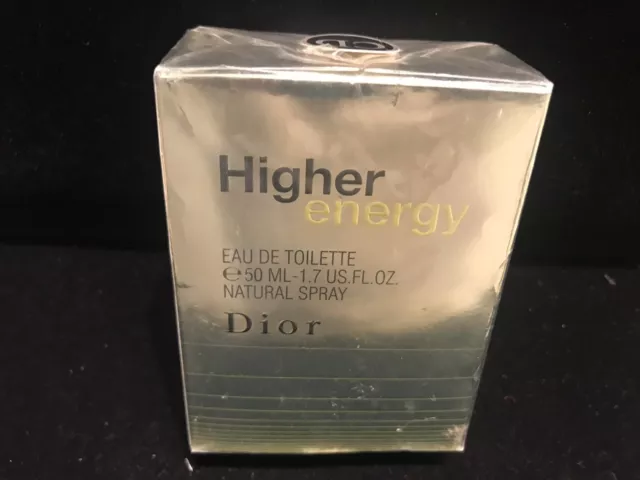 Higher
energy
EAU DE TOILETTE
℮50 ML-1.7 US.FL.OZ.
NATURAL SPRAY
Dior